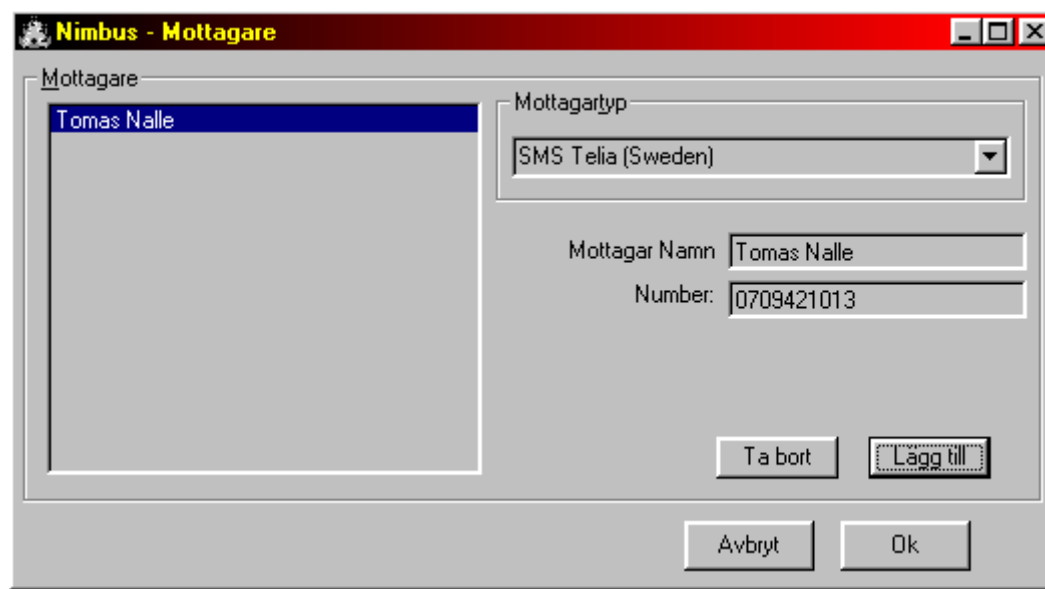 Nimbus - Mottagare
Mottagare
Tomas Nalle
Mottagartyp
SMS Telia (Sweden)
Mottagar Namn Tomas Nalle
Number: 0709421013
Ta bort Lägg till
Avbryt Ok